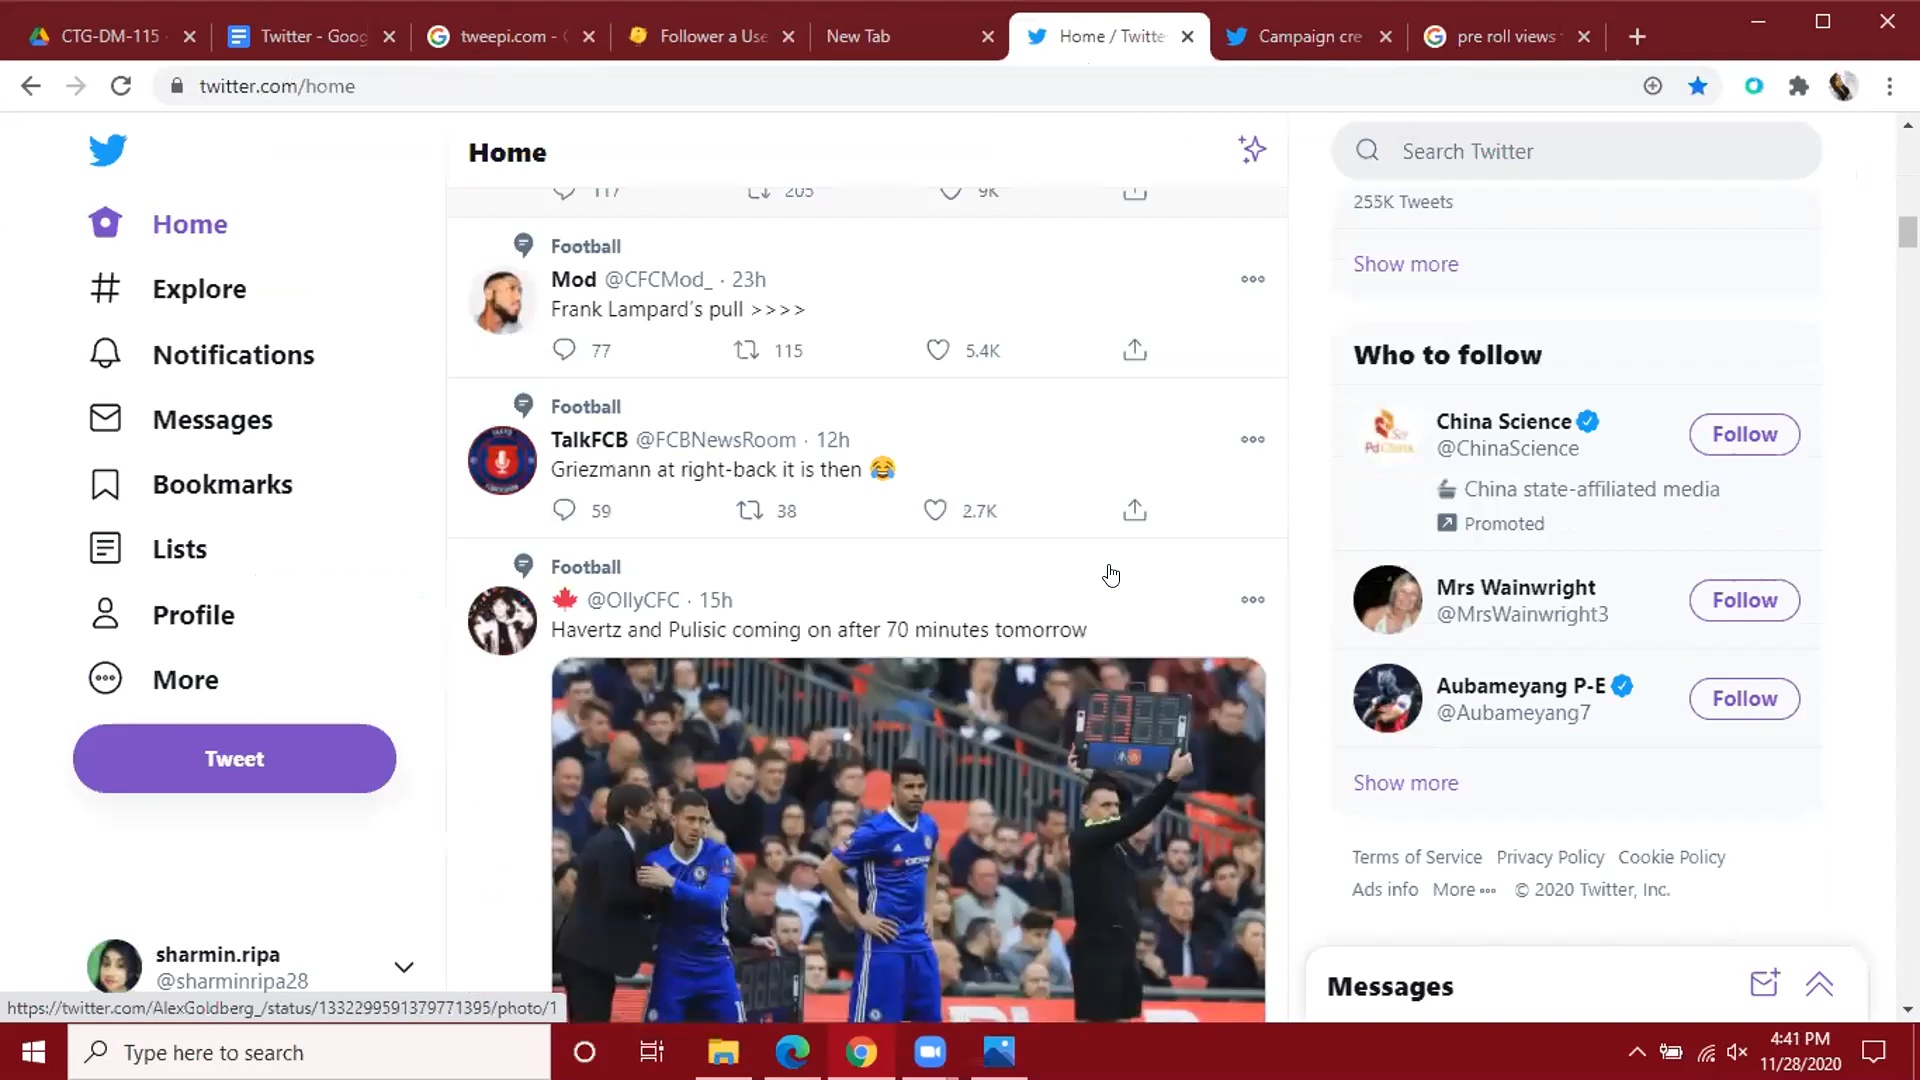 CTG-DM-115
Twitter - Goog
tweepi.com -
Follower a Use
New Tab
Home / Twitte
Campaign cre
pre roll views
twitter.com/home
Home
Search Twitter
117 205 9K
255K Tweets
Show more
Home
Explore
Notifications
Messages
Bookmarks
Lists
Profile
More
Tweet
Football
Mod @CFCMod_ · 23h
Frank Lampard's pull >>>>
77 115 5.4K
Football
TalkFCB @FCBNewsRoom · 12h
Griezmann at right-back it is then 😂
59 38 2.7K
Football
🍁 @OllyCFC · 15h
Havertz and Pulisic coming on after 70 minutes tomorrow
Who to follow
China Science
@ChinaScience
Follow
China state-affiliated media
Promoted
Mrs Wainwright
@MrsWainwright3
Follow
Aubameyang P-E
@Aubameyang7
Follow
Show more
Terms of Service Privacy Policy Cookie Policy
Ads info More © 2020 Twitter, Inc.
Messages
sharmin.ripa
@sharminripa28
https://twitter.com/AlexGoldberg_/status/1332299591379771395/photo/1
Type here to search
4:41 PM
11/28/2020